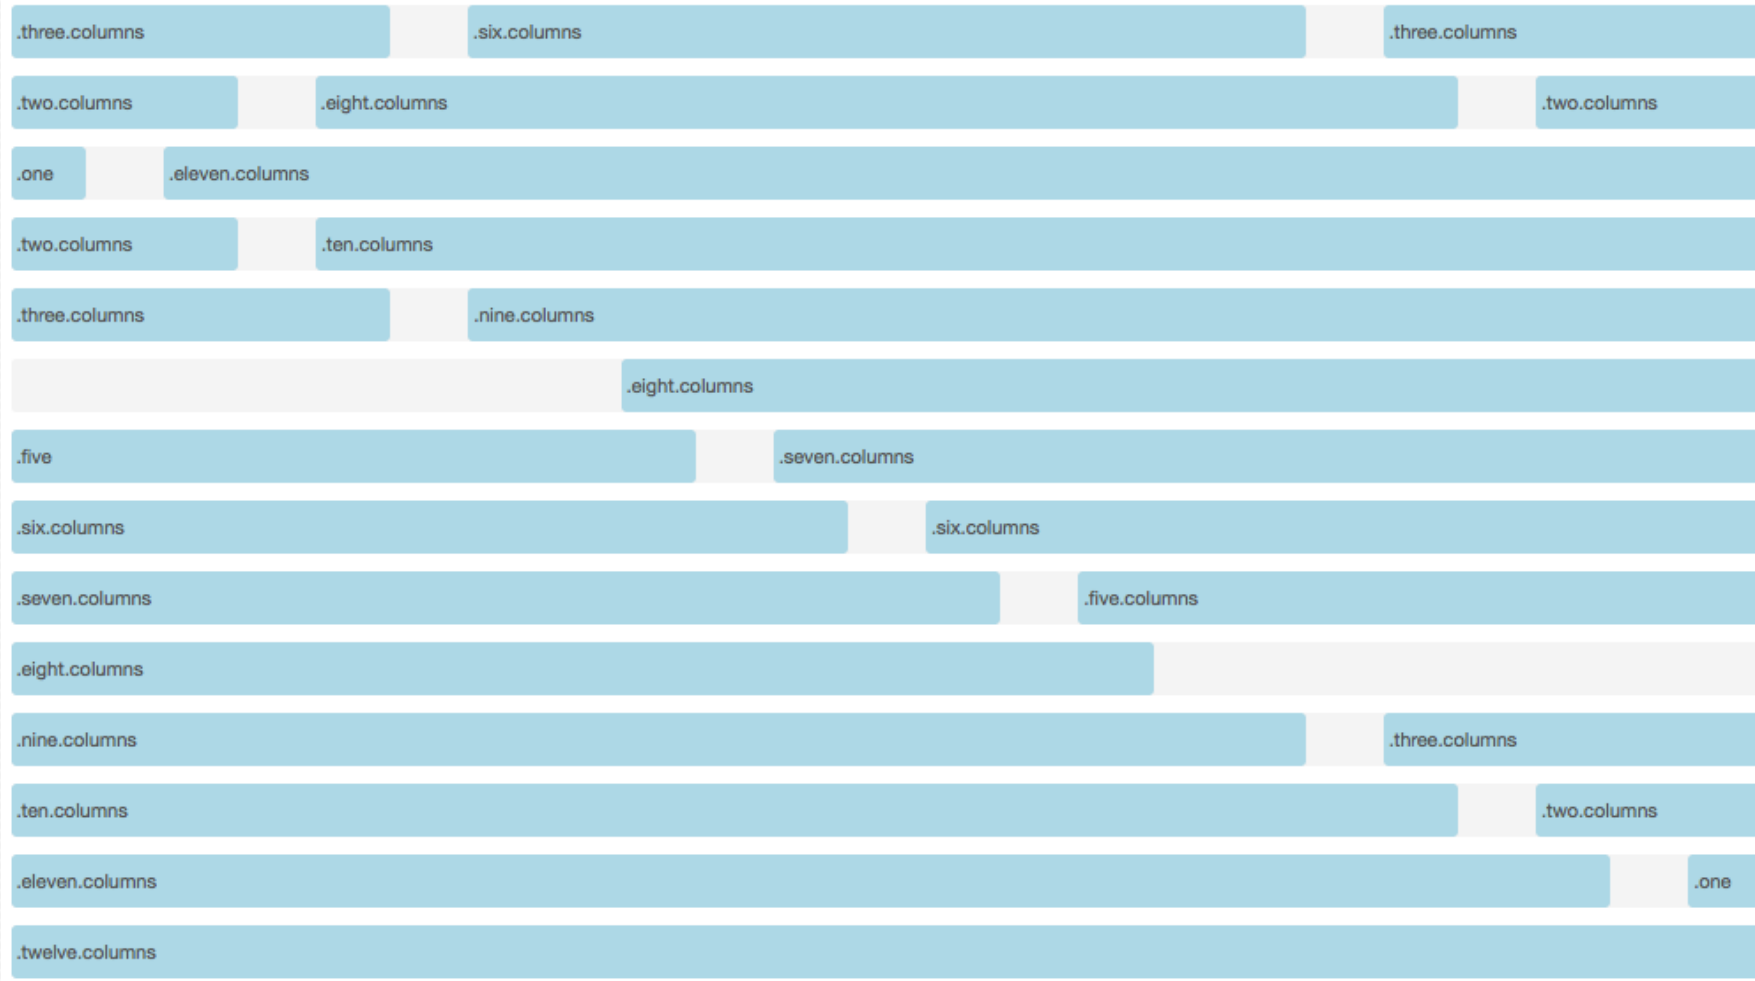 .three.columns .six.columns .three.columns
.two.columns .eight.columns .two.columns
.one .eleven.columns
.two.columns .ten.columns
.three.columns .nine.columns
.eight.columns
.five .seven.columns
.six.columns .six.columns
.seven.columns .five.columns
.eight.columns
.nine.columns .three.columns
.ten.columns .two.columns
.eleven.columns .one
.twelve.columns